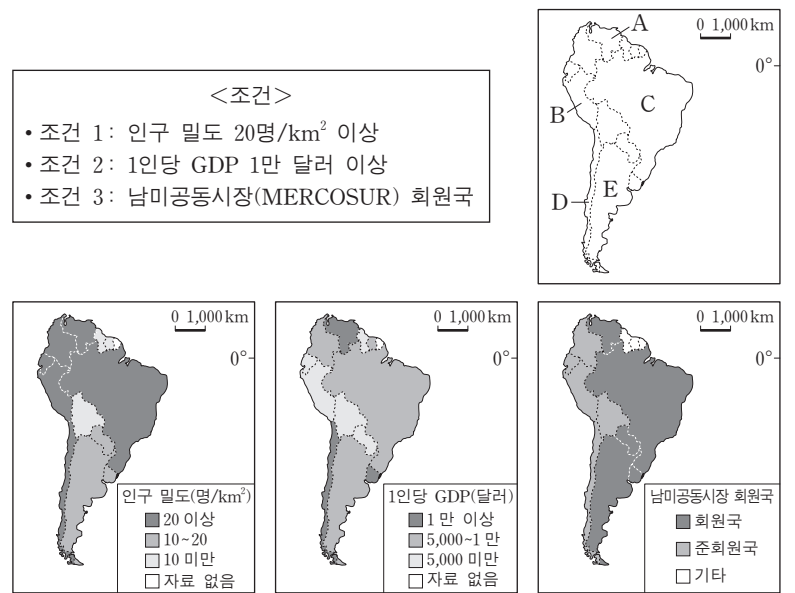 <조건>
• 조건 1: 인구 밀도 20명/km² 이상
• 조건 2: 1인당 GDP 1만 달러 이상
• 조건 3: 남미공동시장(MERCOSUR) 회원국
0 1,000 km
0°
A
B
C
D
E
0 1,000 km
0°
인구 밀도(명/km²)
20 이상
10~20
10 미만
자료 없음
0 1,000 km
0°
1인당 GDP(달러)
1 만 이상
5,000~1 만
5,000 미만
자료 없음
0 1,000 km
0°
남미공동시장 회원국
회원국
준회원국
기타